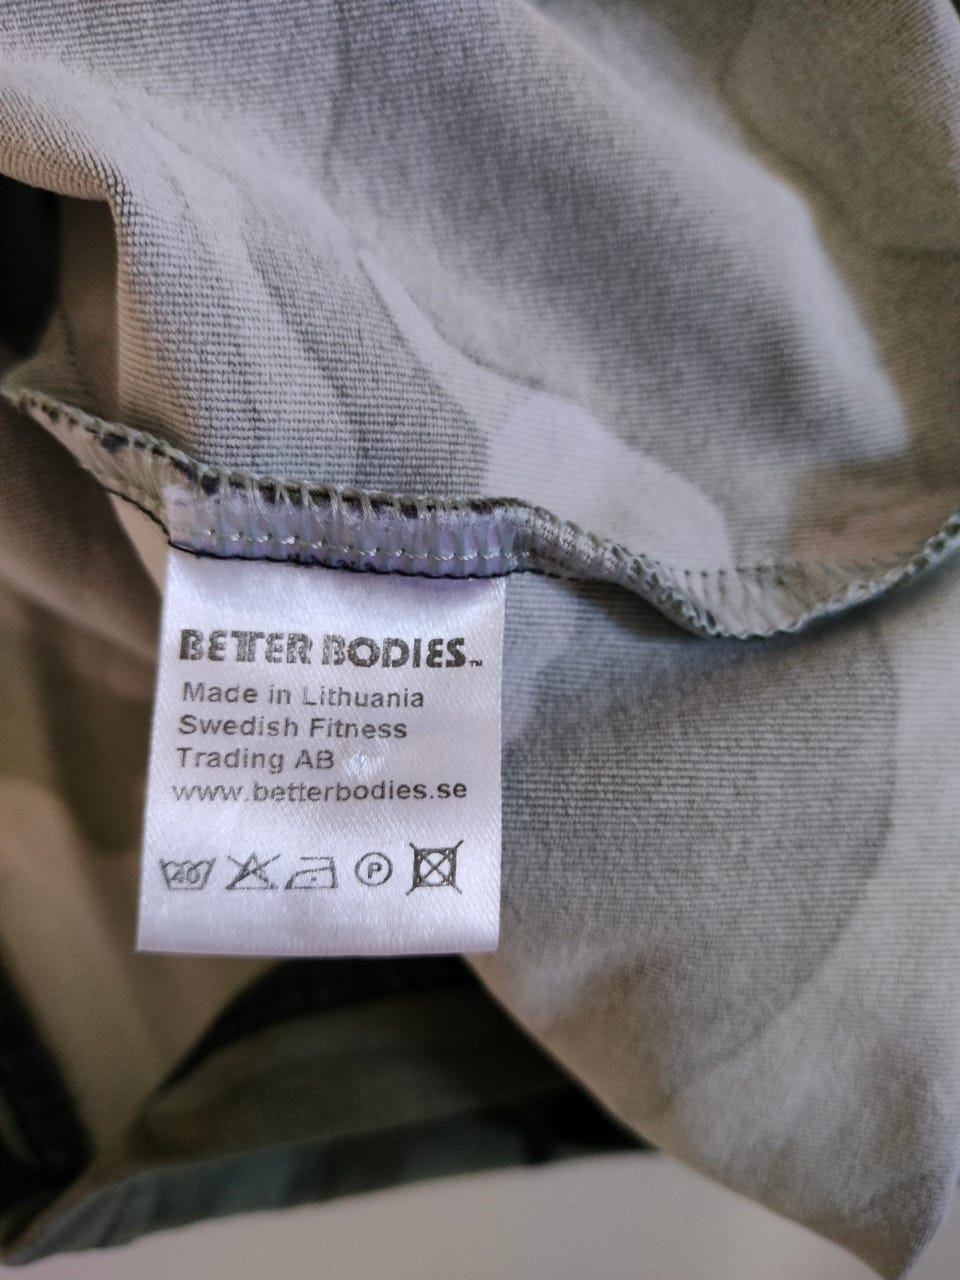 BETTER BODIES™
Made in Lithuania
Swedish Fitness
Trading AB
www.betterbodies.se
40 P